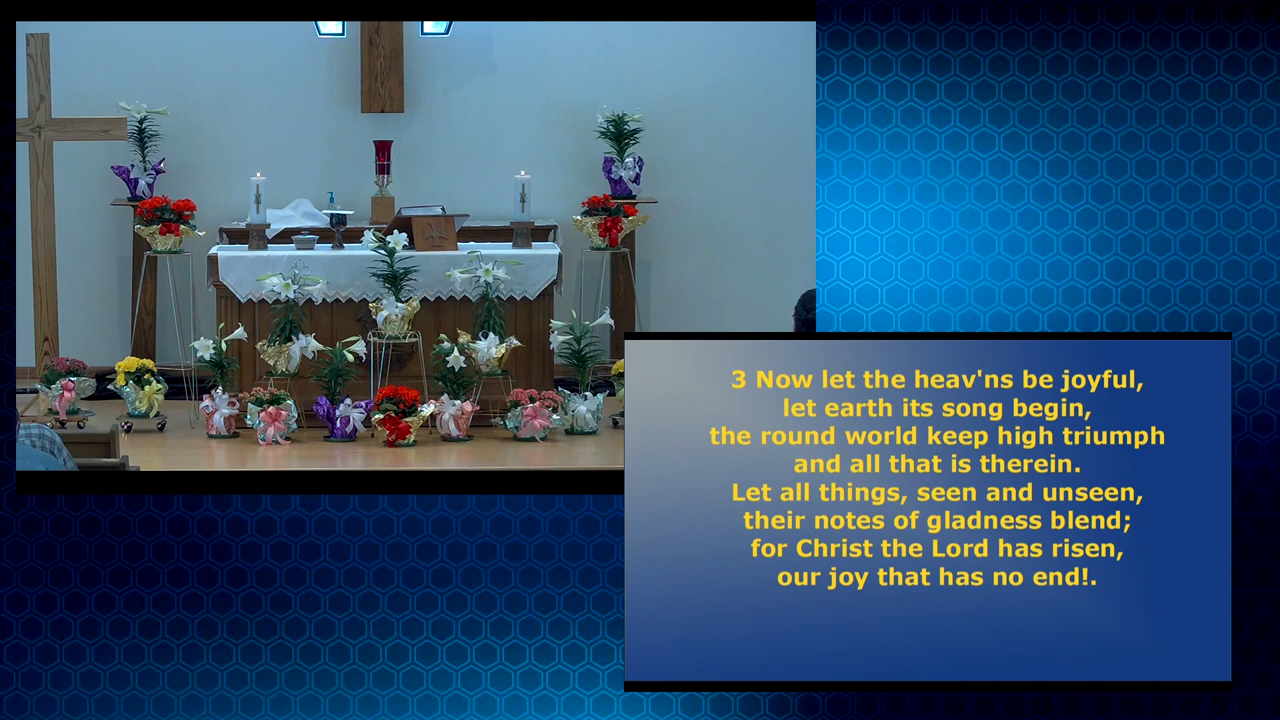 3 Now let the heav'ns be joyful,
let earth its song begin,
the round world keep high triumph
and all that is therein.
Let all things, seen and unseen,
their notes of gladness blend;
for Christ the Lord has risen,
our joy that has no end!.